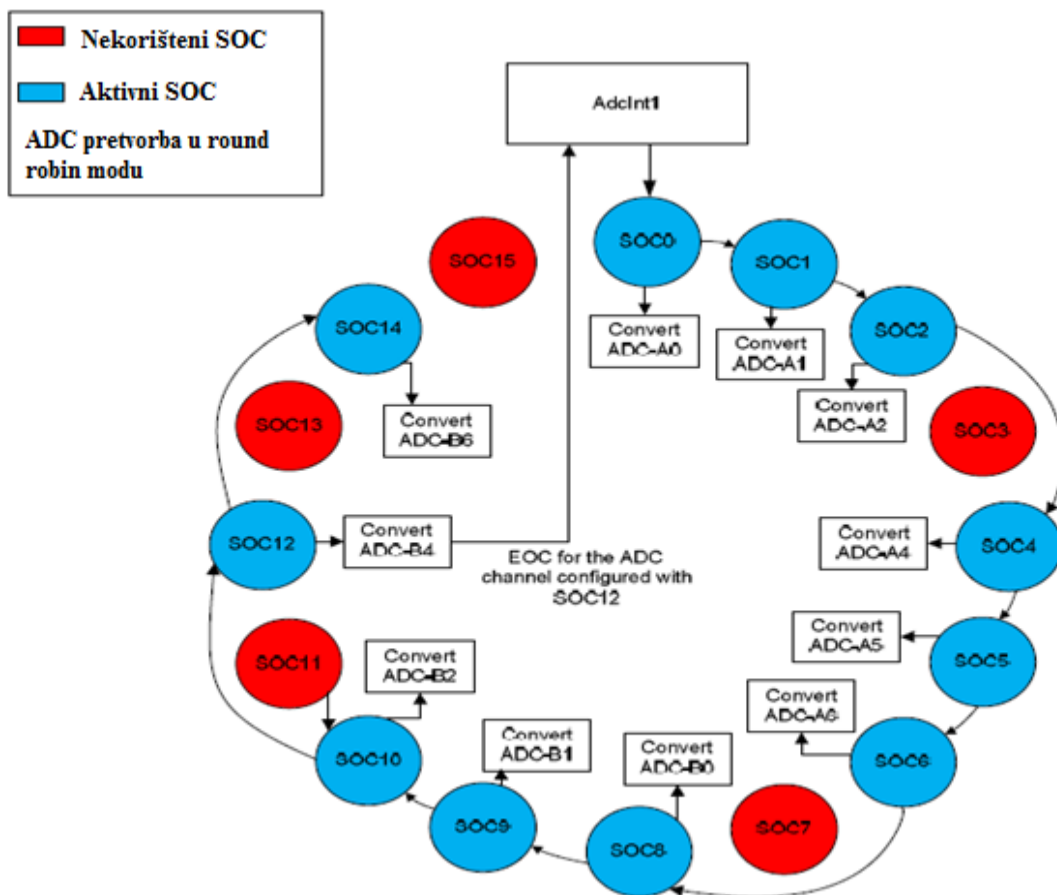 Nekorišteni SOC
Aktivni SOC
ADC pretvorba u round
robin modu
AdcInt1
SOC0
SOC1
SOC2
SOC3
SOC4
SOC5
SOC6
SOC7
SOC8
SOC9
SOC10
SOC11
SOC12
SOC13
SOC14
SOC15
Convert
ADC-A0
Convert
ADC-A1
Convert
ADC-A2
Convert
ADC-A4
Convert
ADC-A5
Convert
ADC-A6
Convert
ADC-B0
Convert
ADC-B1
Convert
ADC-B2
Convert
ADC-B4
Convert
ADC-B6
EOC for the ADC
channel configured with
SOC12